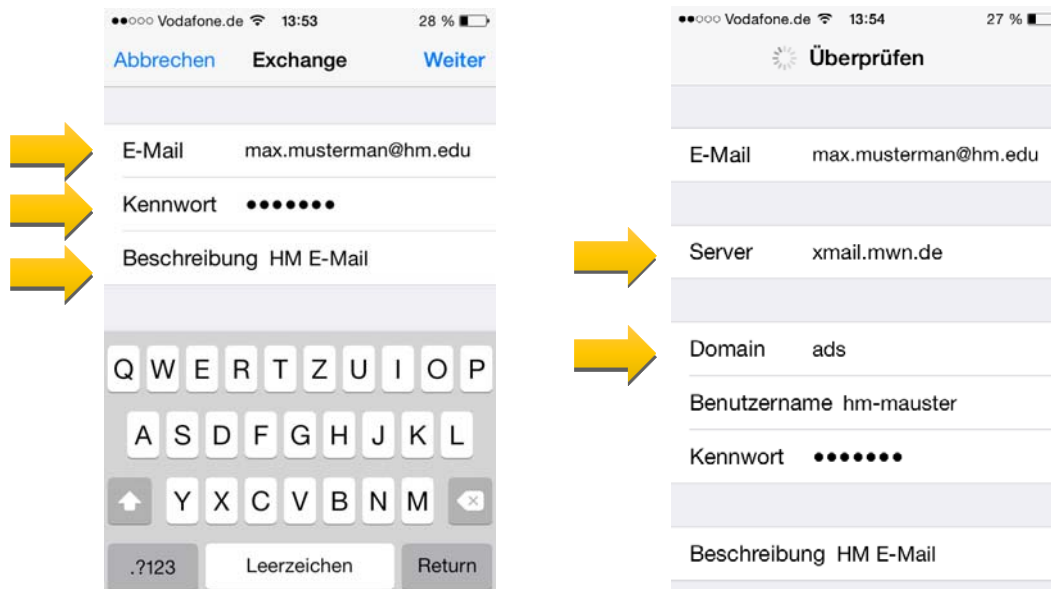 Vodafone.de 13:53 28 %
Abbrechen Exchange Weiter
E-Mail max.musterman@hm.edu
Kennwort •••••••
Beschreibung HM E-Mail
Q W E R T Z U I O P
A S D F G H J K L
Y X C V B N M
.?123 Leerzeichen Return
Vodafone.de 13:54 27 %
Überprüfen
E-Mail max.musterman@hm.edu
Server xmail.mwn.de
Domain ads
Benutzername hm-mauster
Kennwort •••••••
Beschreibung HM E-Mail